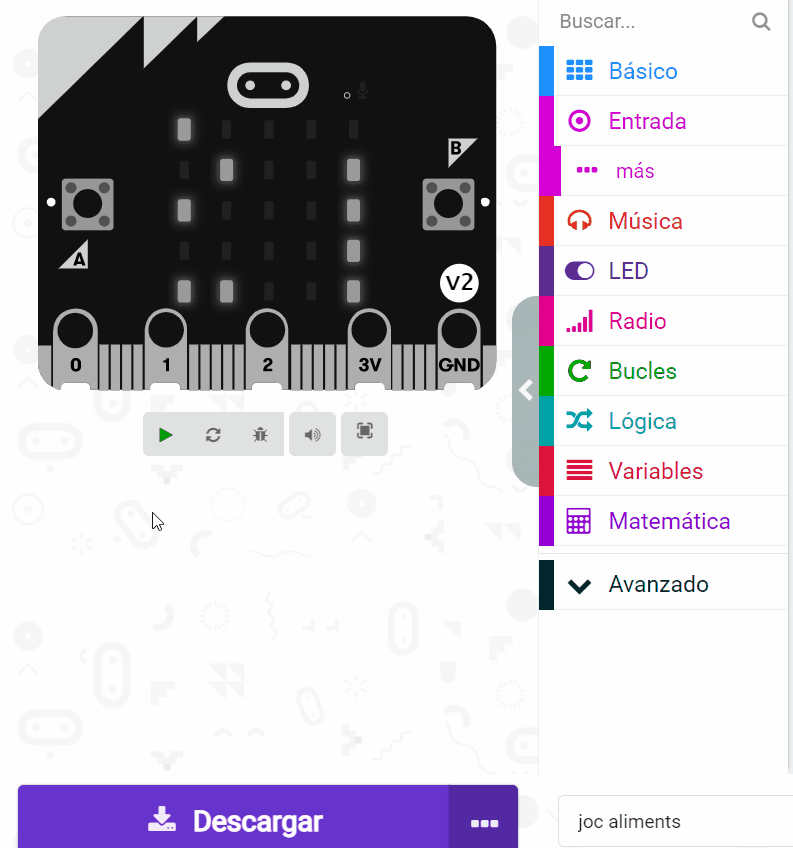 Buscar...
Básico
Entrada
más
Música
LED
Radio
Bucles
Lógica
Variables
Matemática
Avanzado
B
A
V2
0 1 2 3V GND
Descargar
joc aliments